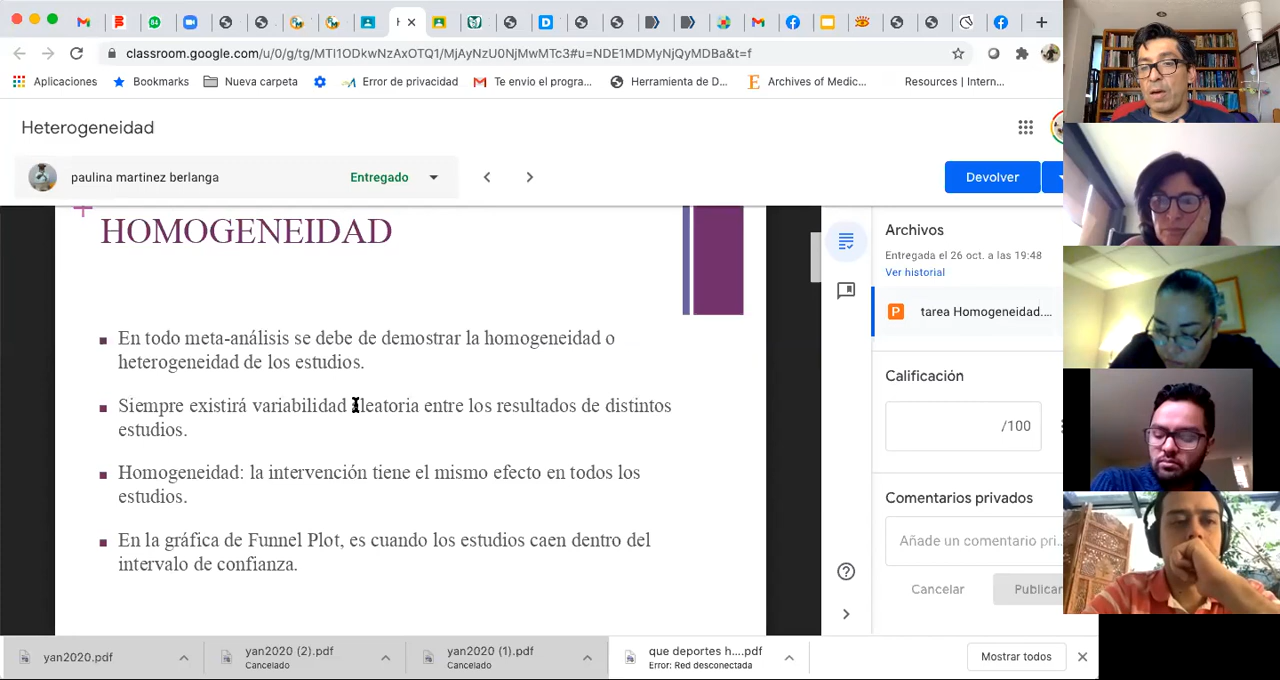 classroom.google.com/u/0/g/tg/MTI1ODkwNzAxOTQ1/MjAyNzU0NjMwMTc3#u=NDE1MDMyNjQyMDBa&t=f
Aplicaciones
Bookmarks
Nueva carpeta
Error de privacidad
Te envio el progra...
Herramienta de D...
Archives of Medic...
Resources | Intern...
Heterogeneidad
paulina martinez berlanga
Entregado
Devolver
HOMOGENEIDAD
En todo meta-análisis se debe de demostrar la homogeneidad o
heterogeneidad de los estudios.
Siempre existirá variabilidad aleatoria entre los resultados de distintos
estudios.
Homogeneidad: la intervención tiene el mismo efecto en todos los
estudios.
En la gráfica de Funnel Plot, es cuando los estudios caen dentro del
intervalo de confianza.
Archivos
Entregada el 26 oct. a las 19:48
Ver historial
tarea Homogeneidad....
Calificación
/100
Comentarios privados
Añade un comentario pri...
Cancelar
Publicar
yan2020.pdf
yan2020 (2).pdf
Cancelado
yan2020 (1).pdf
Cancelado
que deportes h....pdf
Error: Red desconectada
Mostrar todos